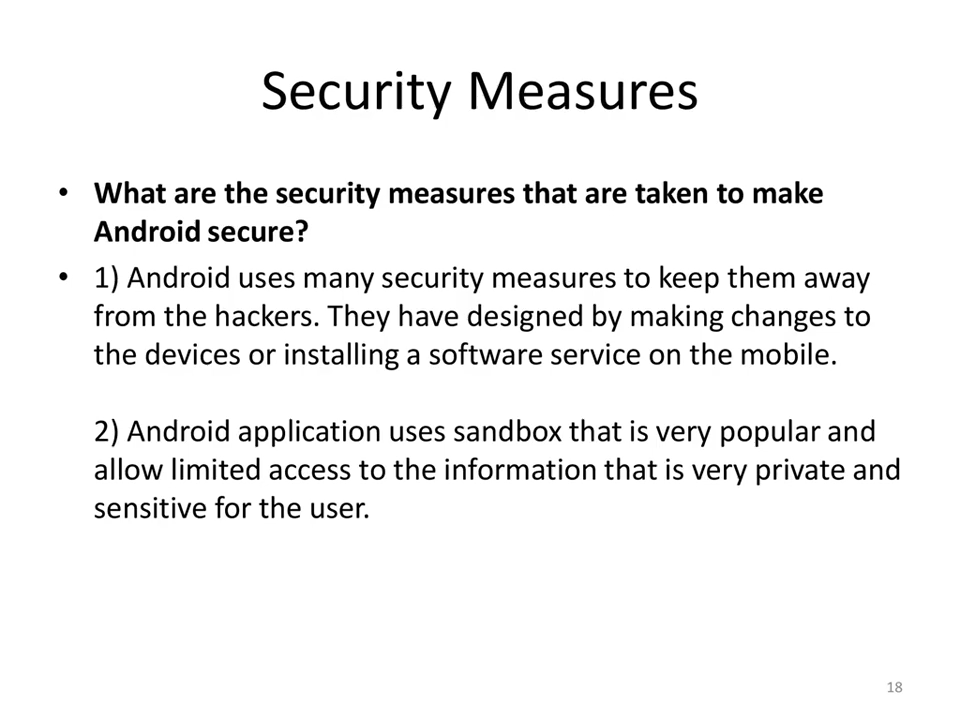 Security Measures
• What are the security measures that are taken to make
Android secure?
• 1) Android uses many security measures to keep them away
from the hackers. They have designed by making changes to
the devices or installing a software service on the mobile.
2) Android application uses sandbox that is very popular and
allow limited access to the information that is very private and
sensitive for the user.
18